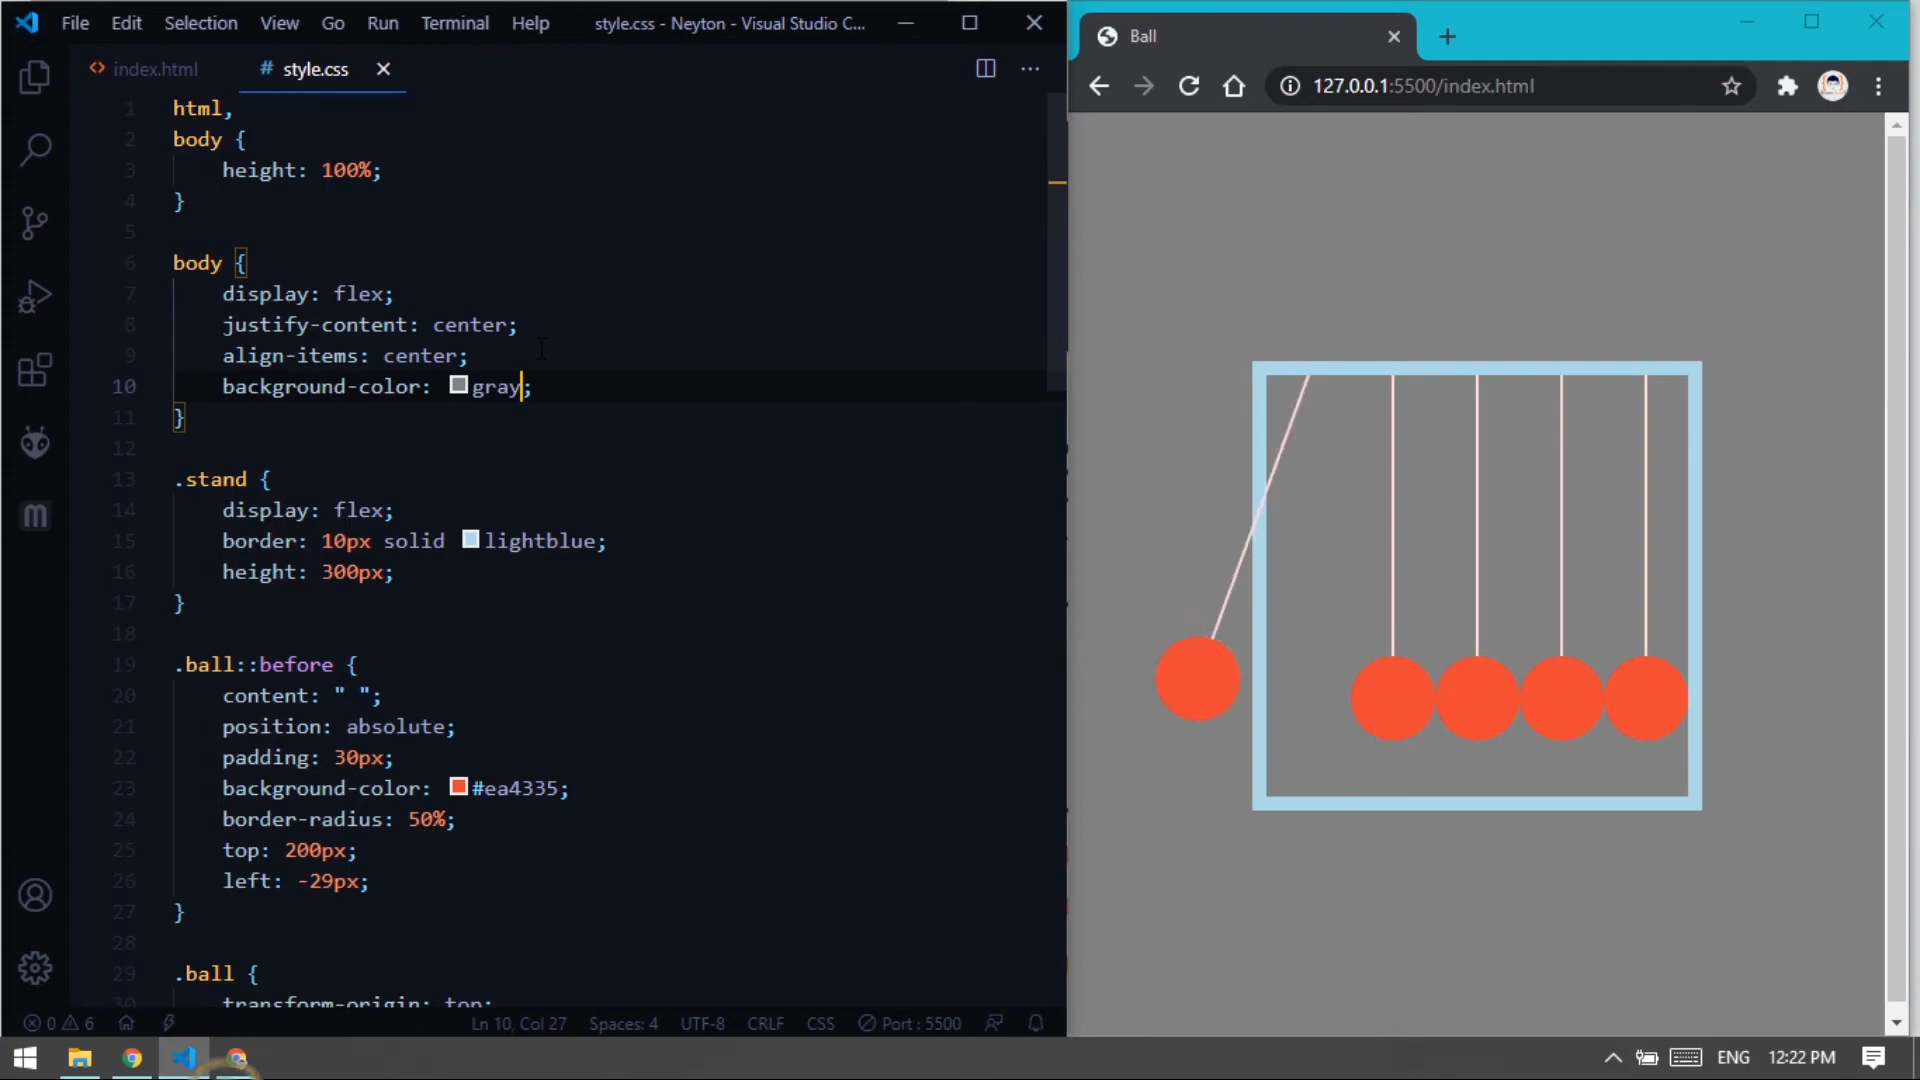 File Edit Selection View Go Run Terminal Help style.css - Neyton - Visual Studio C...
index.html # style.css
1 html,
2 body {
3 height: 100%;
4 }
5
6 body {
7 display: flex;
8 justify-content: center;
9 align-items: center;
10 background-color: gray;
11 }
12
13 .stand {
14 display: flex;
15 border: 10px solid lightblue;
16 height: 300px;
17 }
18
19 .ball::before {
20 content: " ";
21 position: absolute;
22 padding: 30px;
23 background-color: #ea4335;
24 border-radius: 50%;
25 top: 200px;
26 left: -29px;
27 }
28
29 .ball {
30 transform-origin: top;
0 6 Ln 10, Col 27 Spaces: 4 UTF-8 CRLF CSS Port : 5500
Ball
127.0.0.1:5500/index.html
ENG 12:22 PM